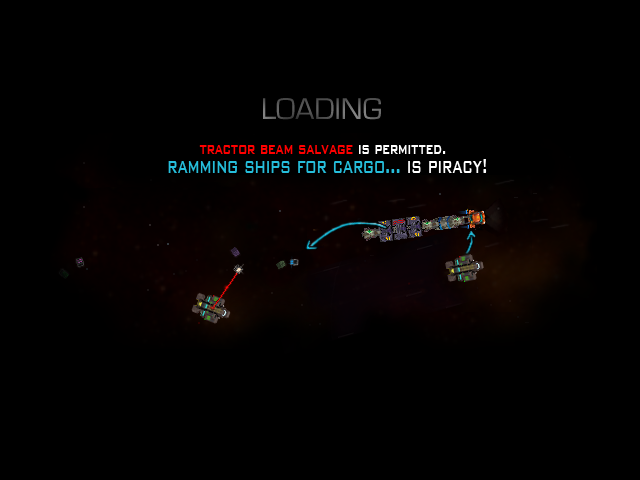 LOADING
TRACTOR BEAM SALVAGE IS PERMITTED.
RAMMING SHIPS FOR CARGO... IS PIRACY!